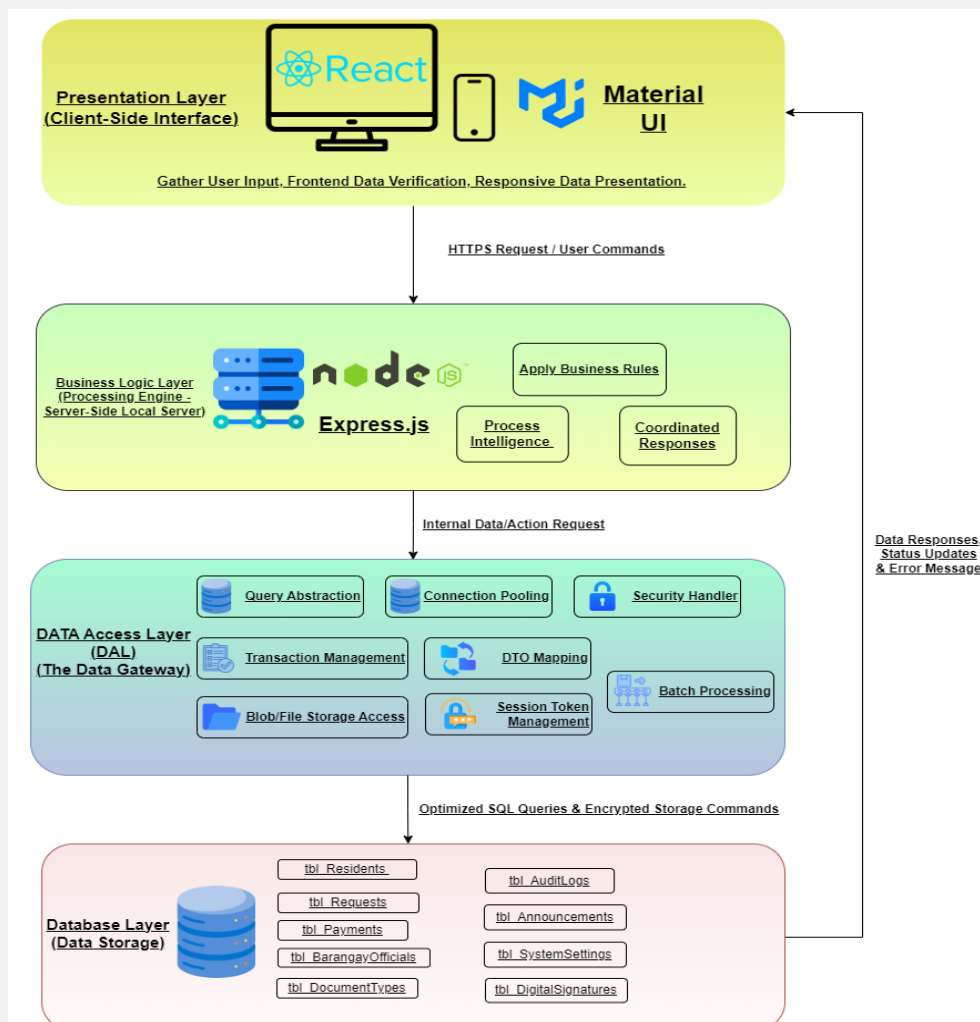 Presentation Layer
(Client-Side Interface)
React
Material
UI
Gather User Input, Frontend Data Verification, Responsive Data Presentation.
HTTPS Request / User Commands
Business Logic Layer
(Processing Engine -
Server-Side Local Server)
node
JS
Express.js
Apply Business Rules
Process
Intelligence
Coordinated
Responses
Internal Data/Action Request
Data Responses,
Status Updates
& Error Message
DATA Access Layer
(DAL)
(The Data Gateway)
Query Abstraction
Connection Pooling
Security Handler
Transaction Management
DTO Mapping
Batch Processing
Blob/File Storage Access
Session Token
Management
Optimized SQL Queries & Encrypted Storage Commands
Database Layer
(Data Storage)
tbl_Residents
tbl_Requests
tbl_Payments
tbl_BarangayOfficials
tbl_DocumentTypes
tbl_AuditLogs
tbl_Announcements
tbl_SystemSettings
tbl_DigitalSignatures